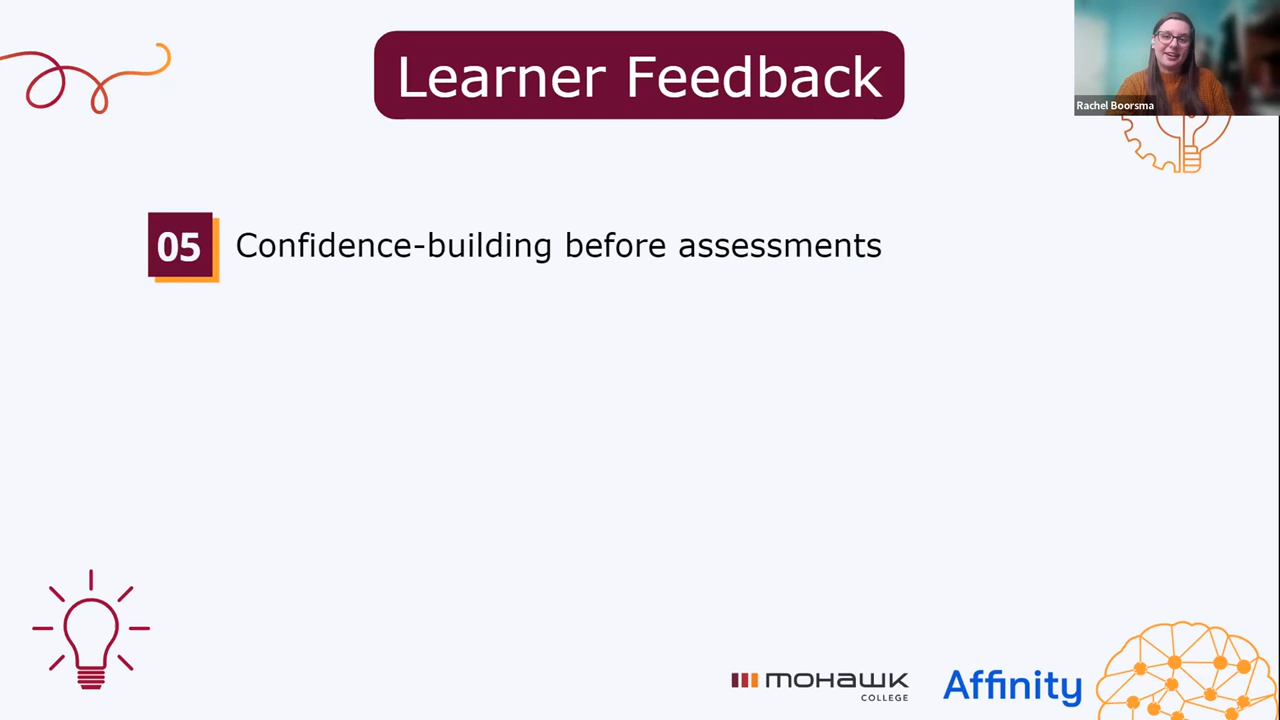 Learner Feedback
Rachel Boorsma
05 Confidence-building before assessments
mohawk
COLLEGE
Affinity